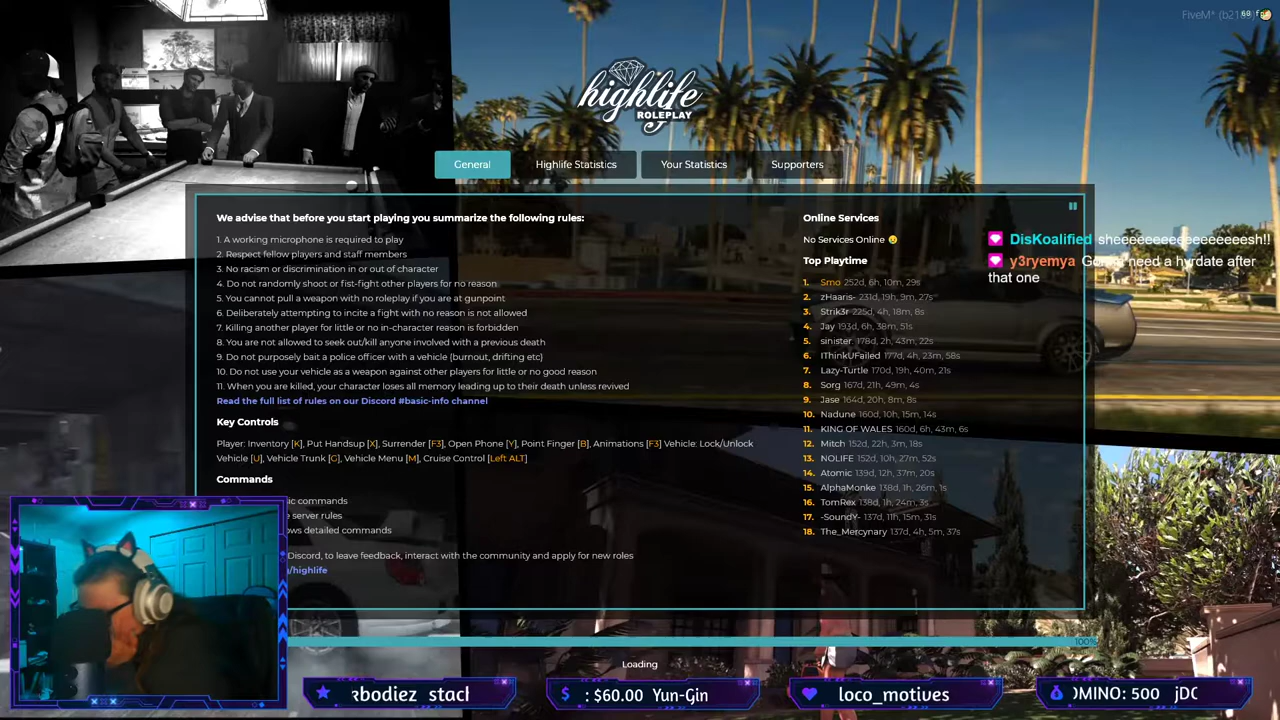 FiveM* (b2
60 f
highlife
ROLEPLAY
General
Highlife Statistics
Your Statistics
Supporters
We advise that before you start playing you summarize the following rules:
1. A working microphone is required to play
2. Respect fellow players and staff members
3. No racism or discrimination in or out of character
4. Do not randomly shoot or fist-fight other players for no reason
5. You cannot pull a weapon with no roleplay if you are at gunpoint
6. Deliberately attempting to incite a fight with no reason is not allowed
7. Killing another player for little or no in-character reason is forbidden
8. You are not allowed to seek out/kill anyone involved with a previous death
9. Do not purposely bait a police officer with a vehicle (burnout, drifting etc)
10. Do not use your vehicle as a weapon against other players for little or no good reason
11. When you are killed, your character loses all memory leading up to their death unless revived
Read the full list of rules on our Discord #basic-info channel
Key Controls
Player: Inventory [K], Put Handsup [X], Surrender [F3], Open Phone [Y], Point Finger [B], Animations [F3] Vehicle: Lock/Unlock
Vehicle [U], Vehicle Trunk [G], Vehicle Menu [M], Cruise Control [Left ALT]
Commands
ic commands
e server rules
ows detailed commands
Discord, to leave feedback, interact with the community and apply for new roles
/highlife
Online Services
No Services Online
Top Playtime
1. Smo 252d, 6h, 10m, 29s
2. zHaaris- 231d, 19h, 9m, 27s
3. Strik3r 225d, 4h, 18m, 8s
4. Jay 193d, 6h, 38m, 51s
5. sinister 178d, 2h, 43m, 22s
6. IThinkUFailed 177d, 4h, 23m, 58s
7. Lazy-Turtle 170d, 19h, 40m, 21s
8. Sorg 167d, 21h, 49m, 4s
9. Jase 164d, 20h, 8m, 8s
10. Nadune 160d, 10h, 15m, 14s
11. KING OF WALES 160d, 6h, 43m, 6s
12. Mitch 152d, 22h, 3m, 18s
13. NOLIFE 152d, 10h, 27m, 52s
14. Atomic 139d, 12h, 37m, 20s
15. AlphaMonke 138d, 1h, 26m, 1s
16. TomRex 138d, 1h, 24m, 3s
17. -SoundY- 137d, 11h, 15m, 31s
18. The_Mercynary 137d, 4h, 5m, 37s
DisKoalified sheeeeeeeeeeeeeeesh!!
y3ryemya Gonna need a hyrdate after
that one
100%
Loading
rbodiez_stacl
$ : $60.00 Yun-Gin
loco_motives
OMINO: 500 jDC